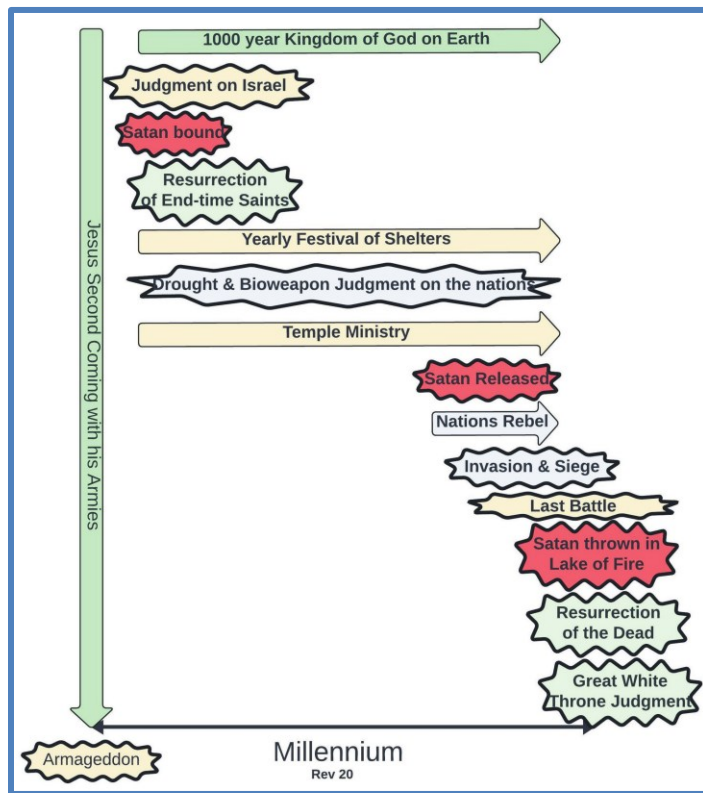 1000 year Kingdom of God on Earth
Judgment on Israel
Satan bound
Resurrection
of End-time Saints
Yearly Festival of Shelters
Drought & Bioweapon Judgment on the nations
Temple Ministry
Satan Released
Nations Rebel
Invasion & Siege
Last Battle
Satan thrown in
Lake of Fire
Resurrection
of the Dead
Great White
Throne Judgment
Jesus Second Coming with his Armies
Armageddon
Millennium
Rev 20